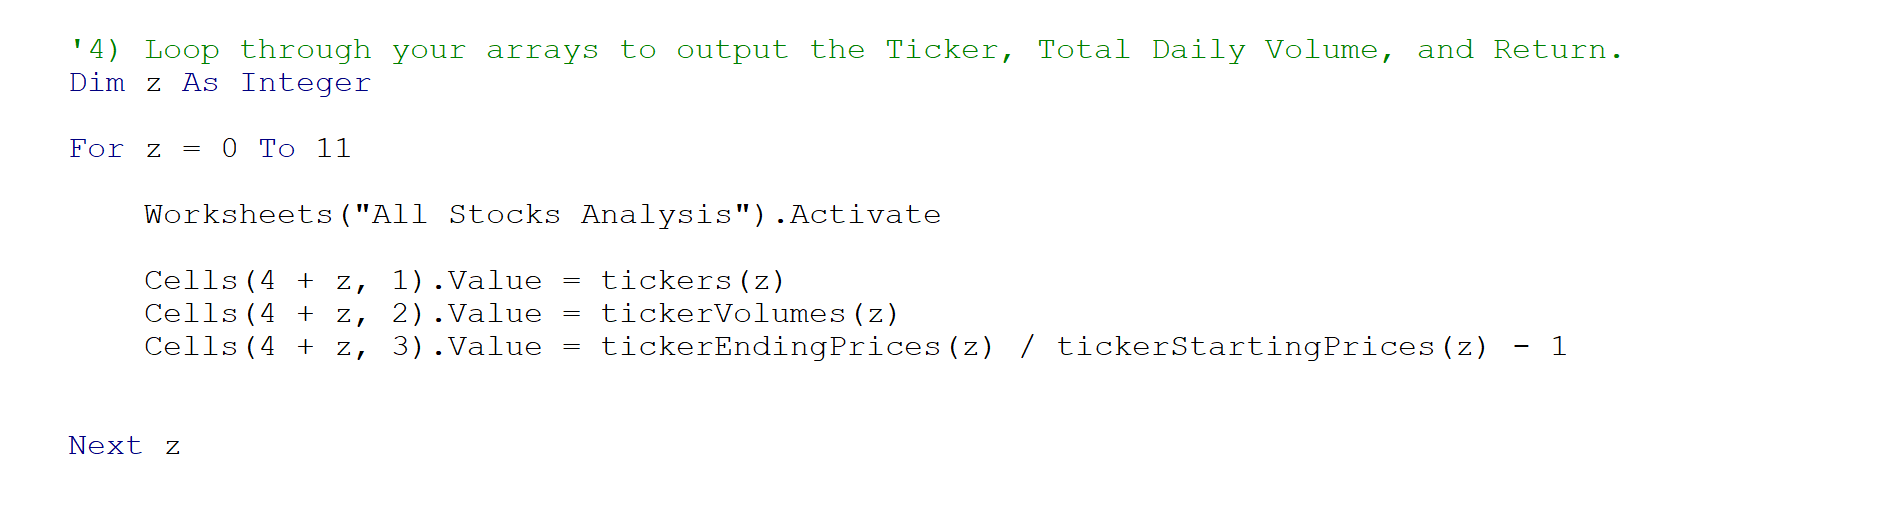 '4) Loop through your arrays to output the Ticker, Total Daily Volume, and Return.
Dim z As Integer
For z = 0 To 11
Worksheets("All Stocks Analysis").Activate
Cells(4 + z, 1).Value = tickers(z)
Cells(4 + z, 2).Value = tickerVolumes(z)
Cells(4 + z, 3).Value = tickerEndingPrices(z) / tickerStartingPrices(z) - 1
Next z